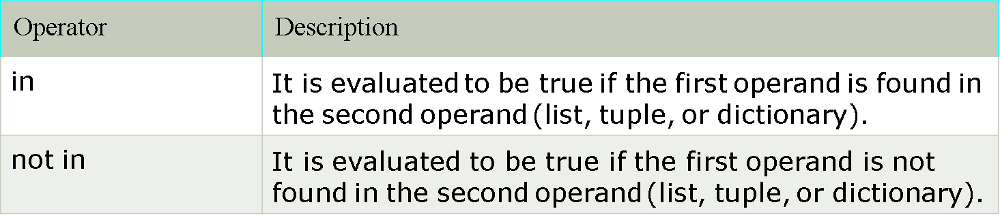 Operator Description
in It is evaluated to be true if the first operand is found in
the second operand (list, tuple, or dictionary).
not in It is evaluated to be true if the first operand is not
found in the second operand (list, tuple, or dictionary).